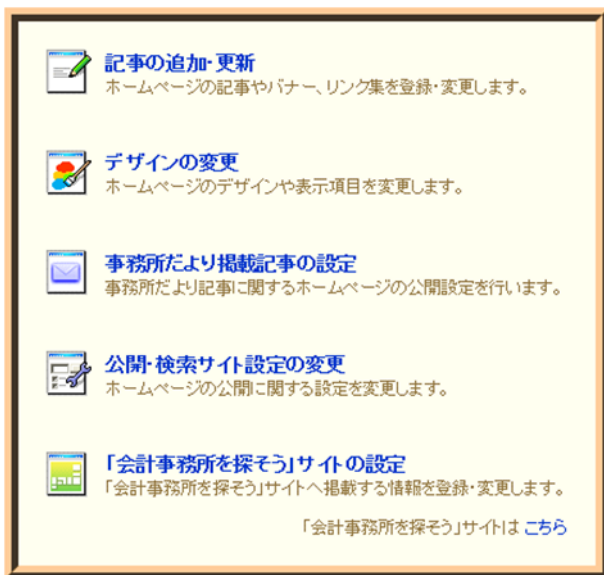 記事の追加・更新
ホームページの記事やバナー、リンク集を登録・変更します。
デザインの変更
ホームページのデザインや表示項目を変更します。
事務所だより掲載記事の設定
事務所だより記事に関するホームページの公開設定を行います。
公開・検索サイト設定の変更
ホームページの公開に関する設定を変更します。
「会計事務所を探そう」サイトの設定
「会計事務所を探そう」サイトへ掲載する情報を登録・変更します。
「会計事務所を探そう」サイトは こちら